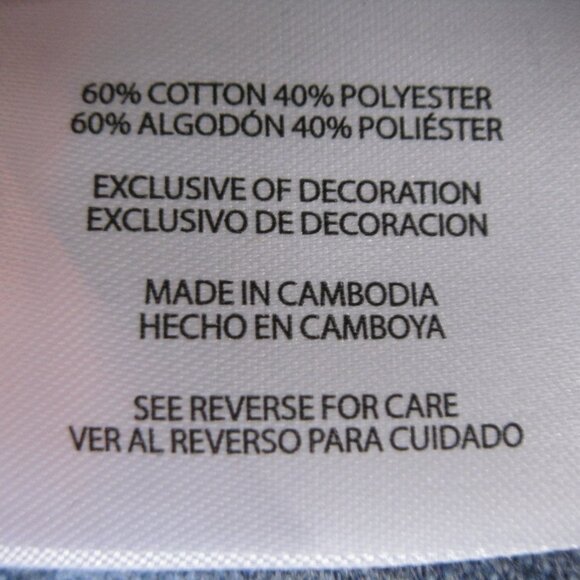 60% COTTON 40% POLYESTER
60% ALGODÓN 40% POLIÉSTER
EXCLUSIVE OF DECORATION
EXCLUSIVO DE DECORACION
MADE IN CAMBODIA
HECHO EN CAMBOYA
SEE REVERSE FOR CARE
VER AL REVERSO PARA CUIDADO